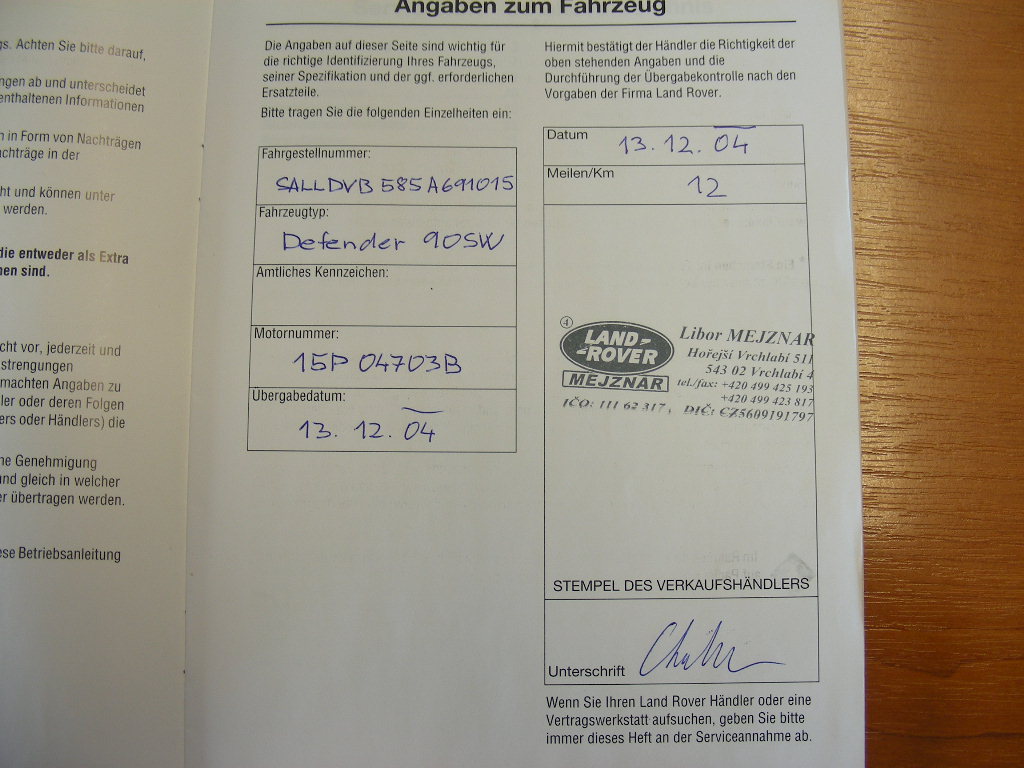 gs. Achten Sie bitte darauf,
ngen ab und unterscheidet
enthaltenen Informationen
n in Form von Nachträgen
achträge in der
ht und können unter
werden.
die entweder als Extra
nen sind.
cht vor, jederzeit und
strengungen
machten Angaben zu
ler oder deren Folgen
ers oder Händlers) die
ne Genehmigung
und gleich in welcher
er übertragen werden.
ese Betriebsanleitung
Angaben zum Fahrzeug
Die Angaben auf dieser Seite sind wichtig für
die richtige Identifizierung Ihres Fahrzeugs,
seiner Spezifikation und der ggf. erforderlichen
Ersatzteile.
Bitte tragen Sie die folgenden Einzelheiten ein:
Fahrgestellnummer:
SALLDVB585A691015
Fahrzeugtyp:
Defender 90SW
Amtliches Kennzeichen:
Motornummer:
15P 04703B
Übergabedatum:
13. 12. 04
Hiermit bestätigt der Händler die Richtigkeit der
oben stehenden Angaben und die
Durchführung der Übergabekontrolle nach den
Vorgaben der Firma Land Rover.
Datum 13. 12. 04
Meilen/Km 12
4
LAND-
-ROVER
MEJZNAR
Libor MEJZNAR
Hořejší Vrchlabí 511
543 02 Vrchlabí 4
tel./fax: +420 499 425 193
+420 499 423 817
IČO: 111 62 317, DIČ: CZ5609191797
STEMPEL DES VERKAUFSHÄNDLERS
Unterschrift
Wenn Sie Ihren Land Rover Händler oder eine
Vertragswerkstatt aufsuchen, geben Sie bitte
immer dieses Heft an der Serviceannahme ab.